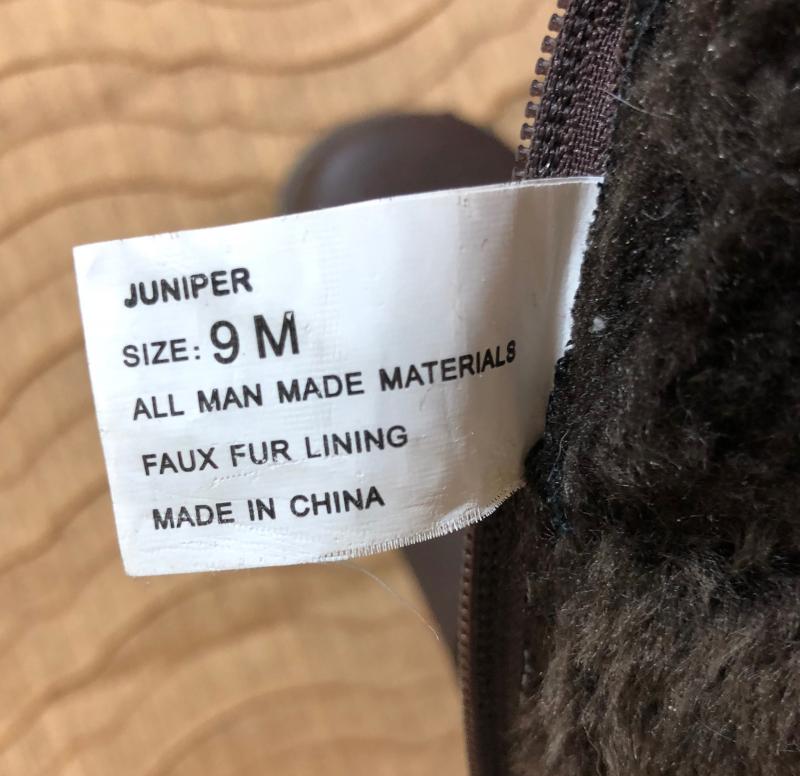 JUNIPER
SIZE: 9 M
ALL MAN MADE MATERIALS
FAUX FUR LINING
MADE IN CHINA